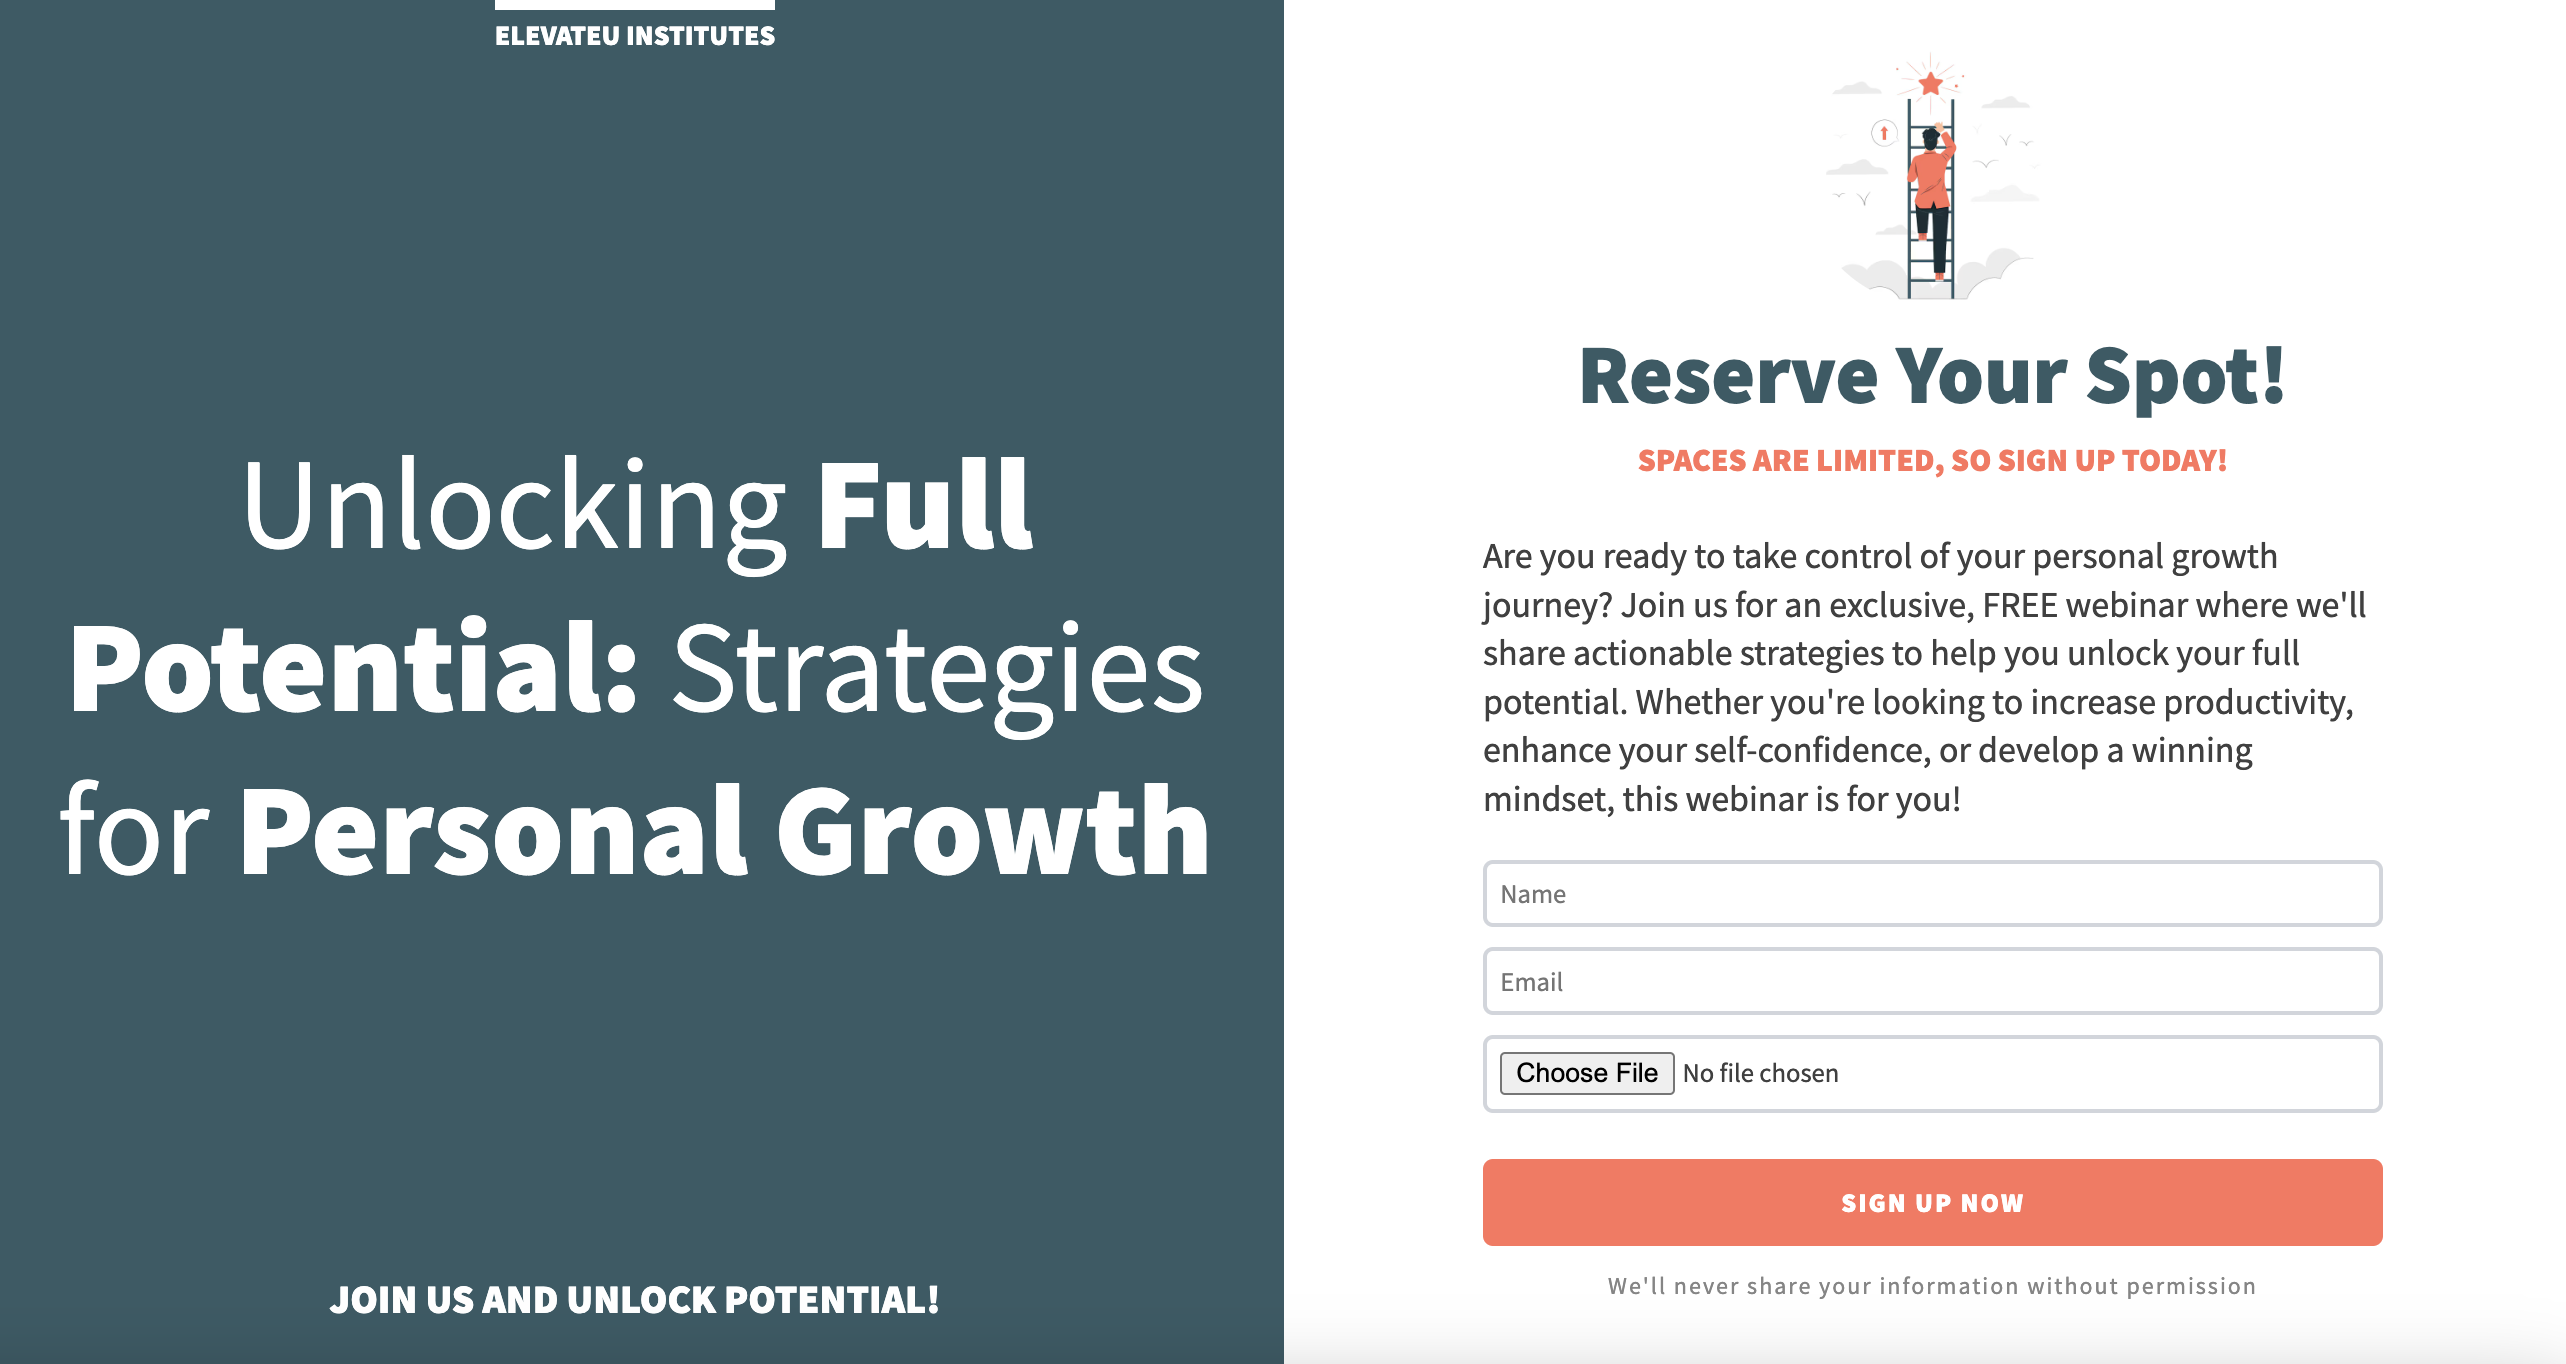 ELEVATEU INSTITUTES
Unlocking Full
Potential: Strategies
for Personal Growth
JOIN US AND UNLOCK POTENTIAL!
Reserve Your Spot!
SPACES ARE LIMITED, SO SIGN UP TODAY!
Are you ready to take control of your personal growth
journey? Join us for an exclusive, FREE webinar where we'll
share actionable strategies to help you unlock your full
potential. Whether you're looking to increase productivity,
enhance your self-confidence, or develop a winning
mindset, this webinar is for you!
Name
Email
Choose File No file chosen
SIGN UP NOW
We'll never share your information without permission